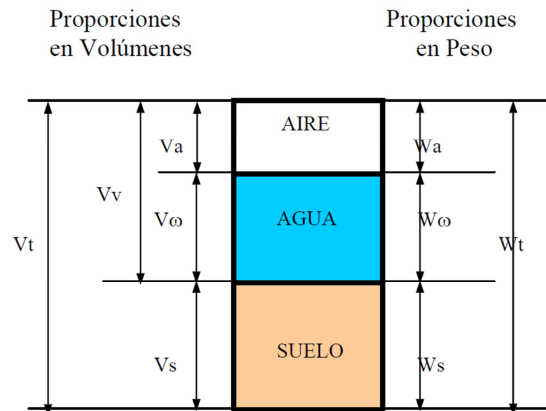 Proporciones
en Volúmenes
Proporciones
en Peso
AIRE
Va
Wa
Vv
Vω
AGUA
Wω
Vt
Wt
Vs
SUELO
Ws